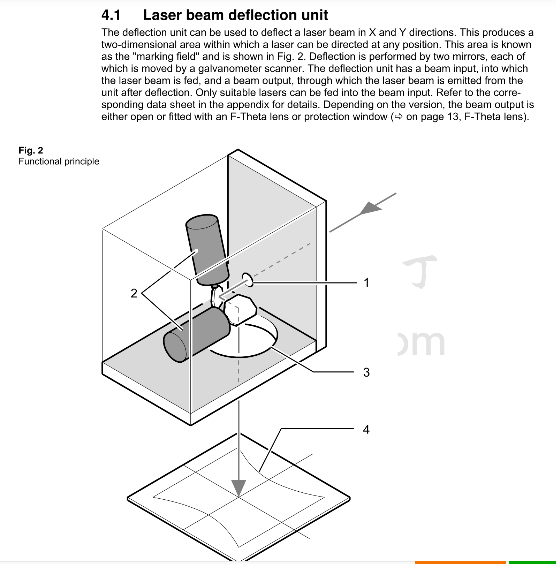 4.1 Laser beam deflection unit
The deflection unit can be used to deflect a laser beam in X and Y directions. This produces a
two-dimensional area within which a laser can be directed at any position. This area is known
as the "marking field" and is shown in Fig. 2. Deflection is performed by two mirrors, each of
which is moved by a galvanometer scanner. The deflection unit has a beam input, into which
the laser beam is fed, and a beam output, through which the laser beam is emitted from the
unit after deflection. Only suitable lasers can be fed into the beam input. Refer to the corre-
sponding data sheet in the appendix for details. Depending on the version, the beam output is
either open or fitted with an F-Theta lens or protection window (⇨ on page 13, F-Theta lens).
Fig. 2
Functional principle
1
2
3
4
om